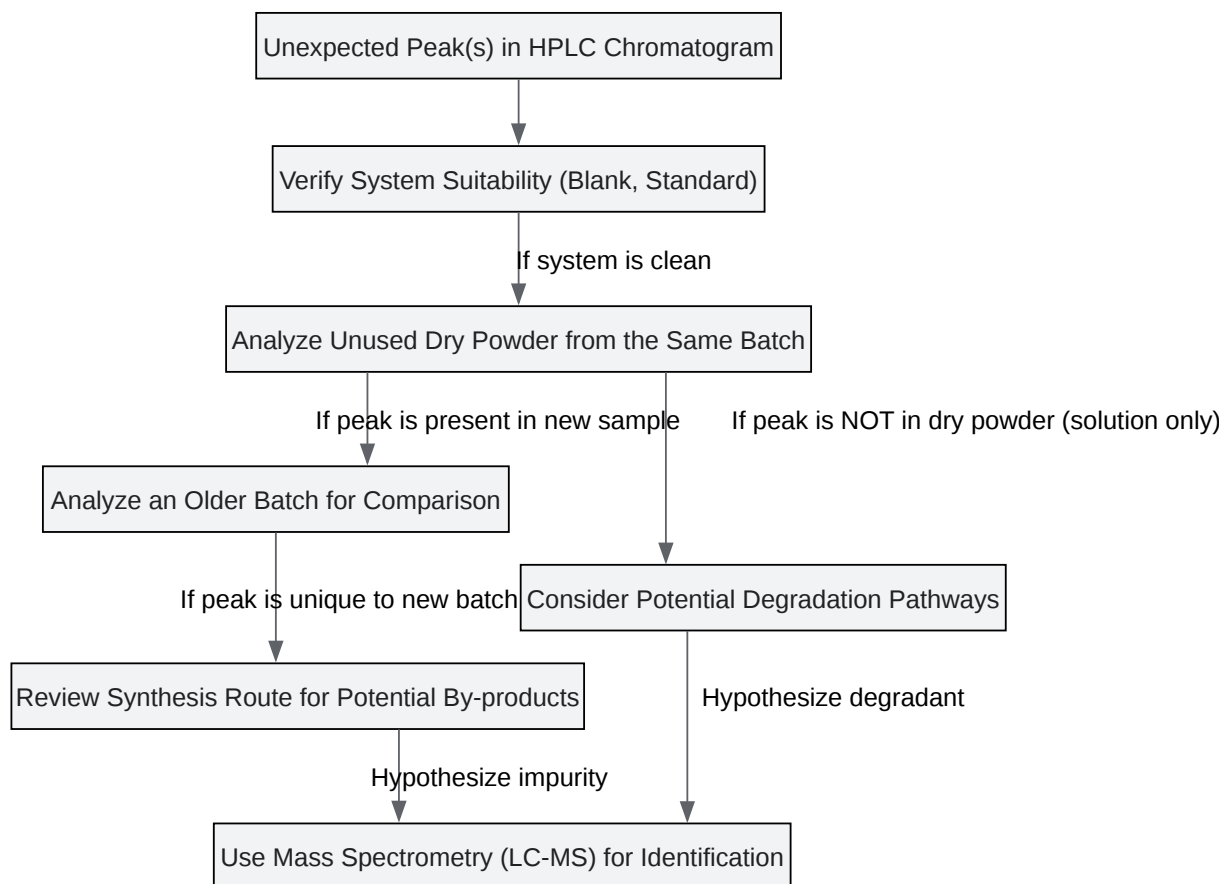 Unexpected Peak(s) in HPLC Chromatogram
Verify System Suitability (Blank, Standard)
If system is clean
Analyze Unused Dry Powder from the Same Batch
If peak is present in new sample
If peak is NOT in dry powder (solution only)
Analyze an Older Batch for Comparison
If peak is unique to new batch
Consider Potential Degradation Pathways
Review Synthesis Route for Potential By-products
Hypothesize degradant
Hypothesize impurity
Use Mass Spectrometry (LC-MS) for Identification